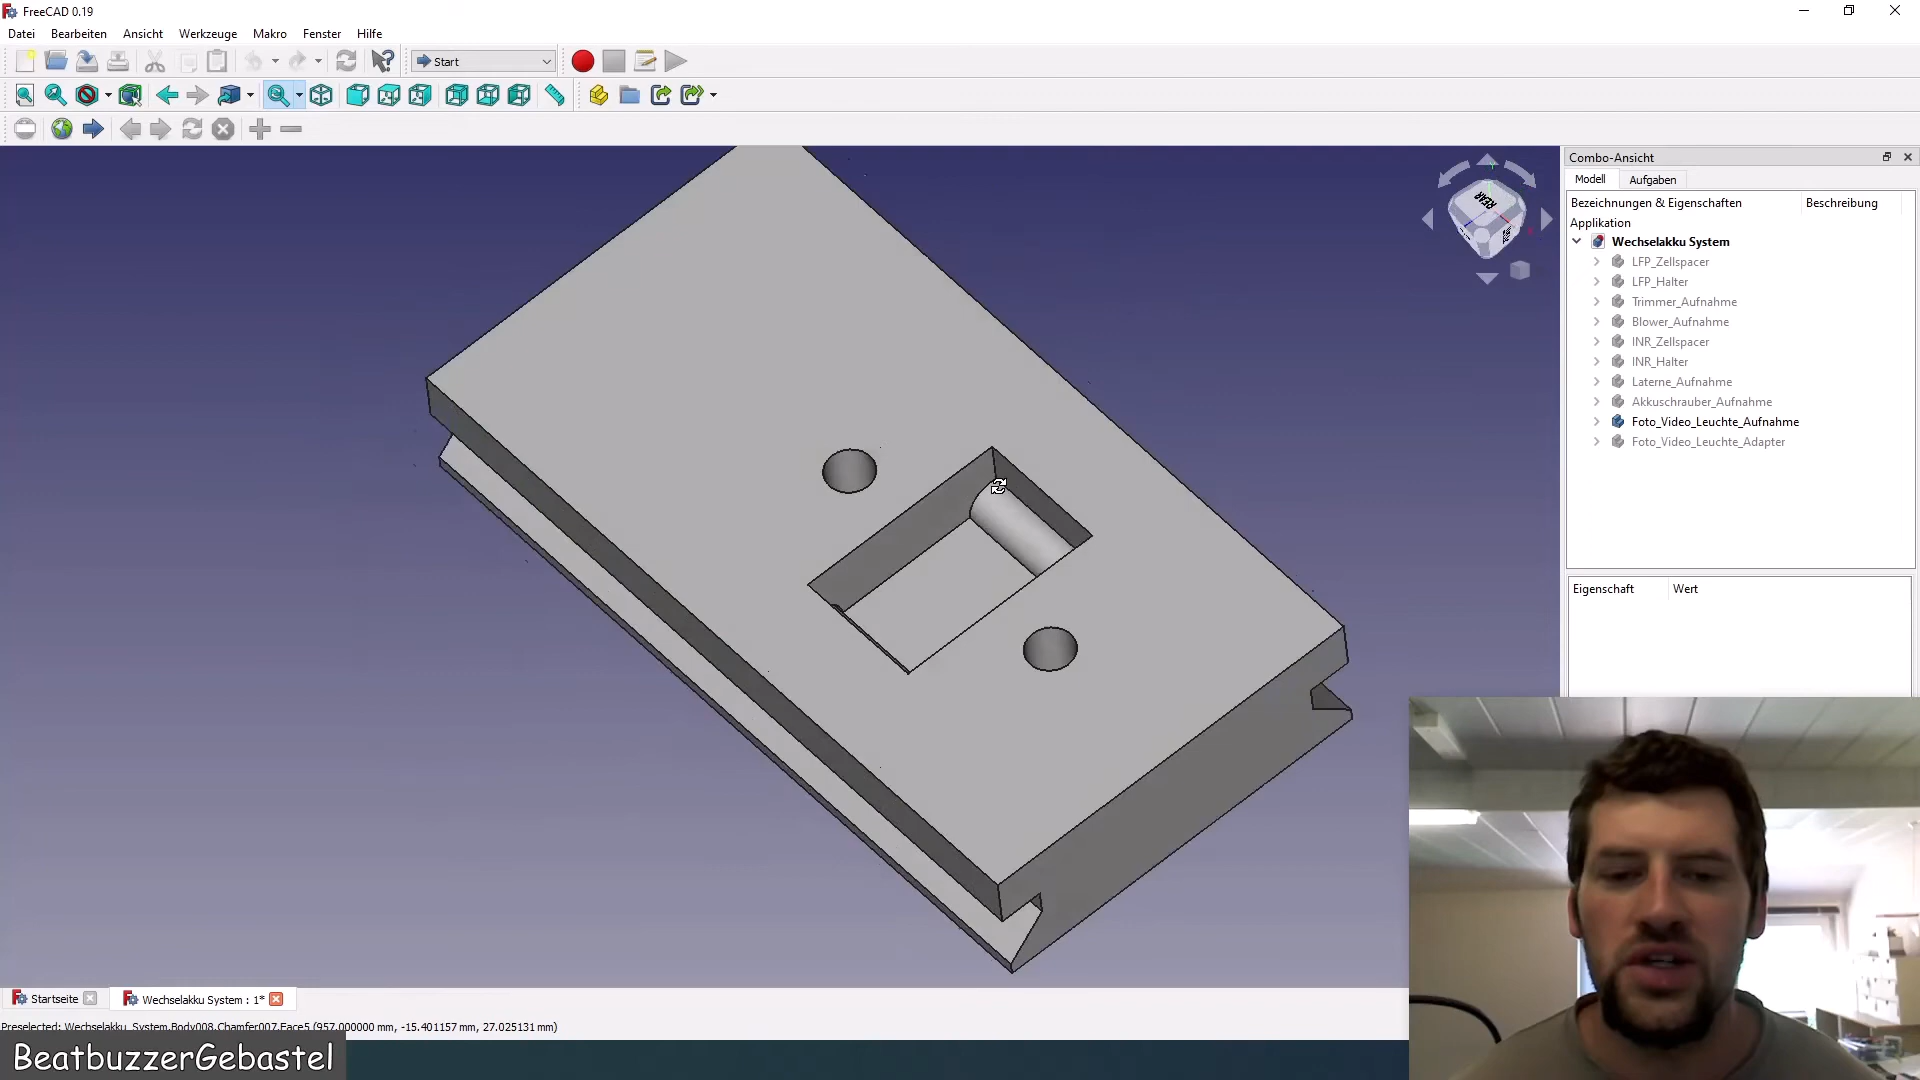 FreeCAD 0.19
Datei Bearbeiten Ansicht Werkzeuge Makro Fenster Hilfe
Start
REAR
Combo-Ansicht
Modell Aufgaben
Bezeichnungen & Eigenschaften Beschreibung
Applikation
Wechselakku System
LFP_Zellspacer
LFP_Halter
Trimmer_Aufnahme
Blower_Aufnahme
INR_Zellspacer
INR_Halter
Laterne_Aufnahme
Akkuschrauber_Aufnahme
Foto_Video_Leuchte_Aufnahme
Foto_Video_Leuchte_Adapter
Eigenschaft Wert
Startseite Wechselakku System : 1*
Preselected: Wechselakku_System.Body008.Chamfer007.Face5 (957.000000 mm, -15.401157 mm, 27.025131 mm)
BeatbuzzerGebastel